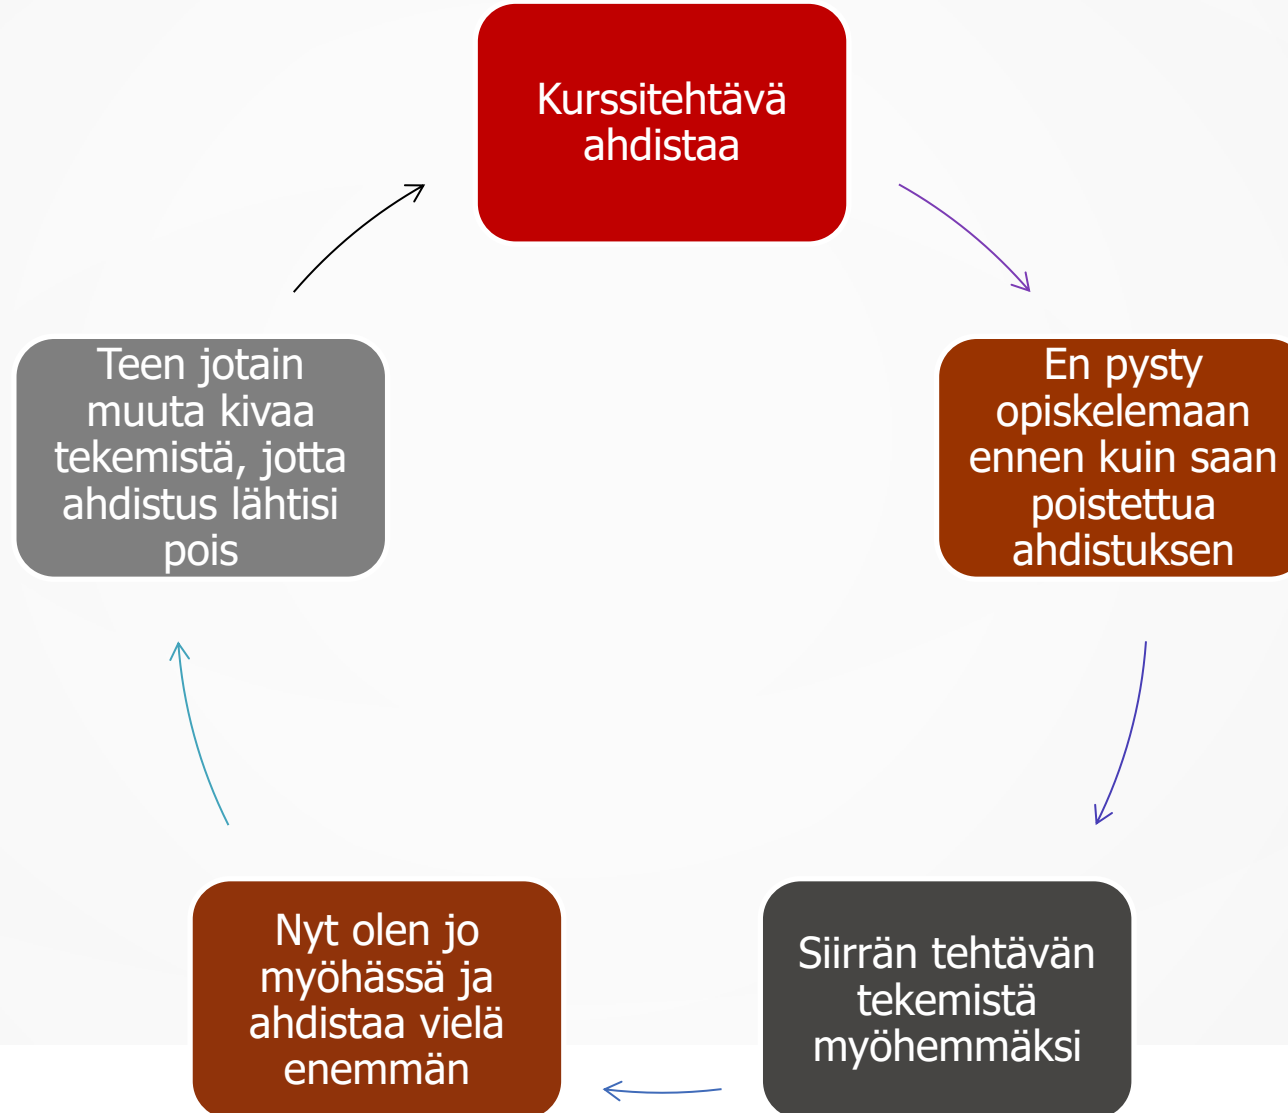 Kurssitehtävä
ahdistaa
En pysty
opiskelemaan
ennen kuin saan
poistettua
ahdistuksen
Siirrän tehtävän
tekemistä
myöhemmäksi
Nyt olen jo
myöhässä ja
ahdistaa vielä
enemmän
Teen jotain
muuta kivaa
tekemistä, jotta
ahdistus lähtisi
pois